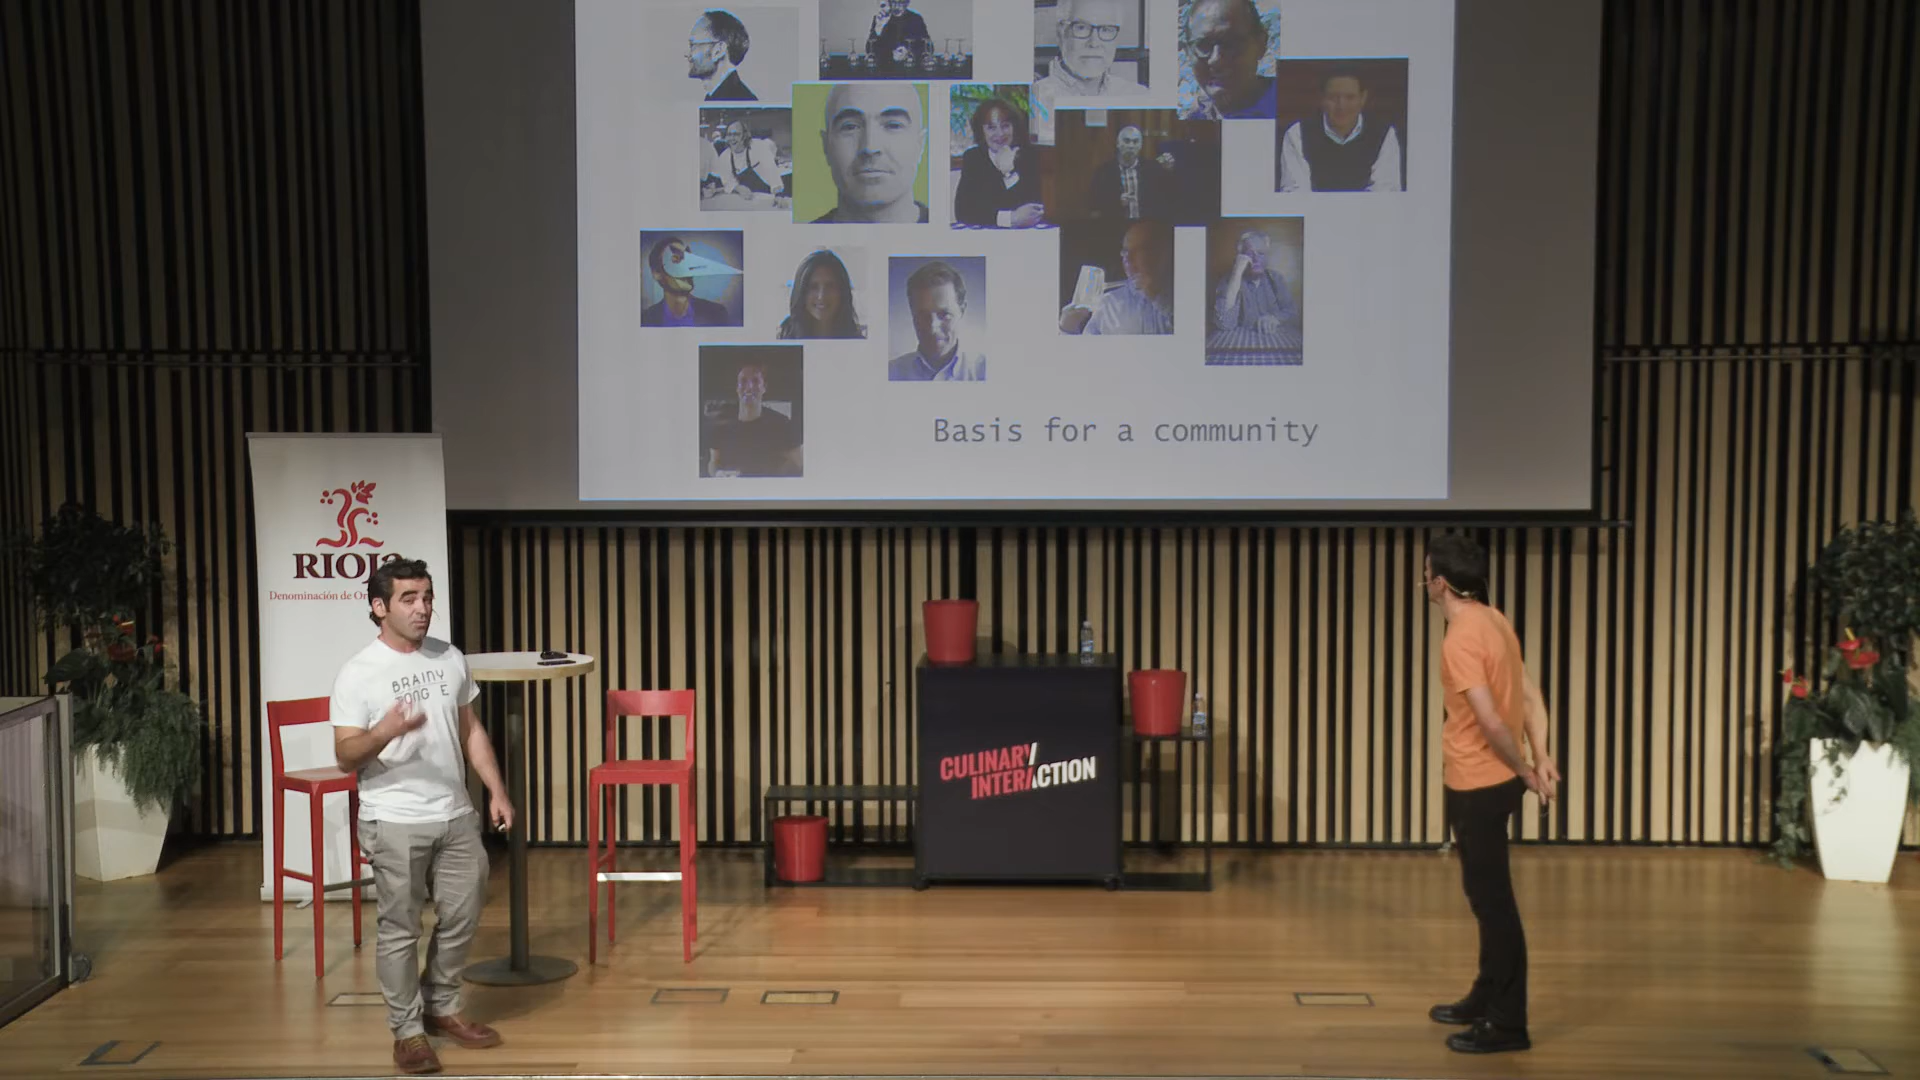 Basis for a community
RIOJA
Denominación de Or
BRAINY
TONG E
CULINARY
INTERACTION